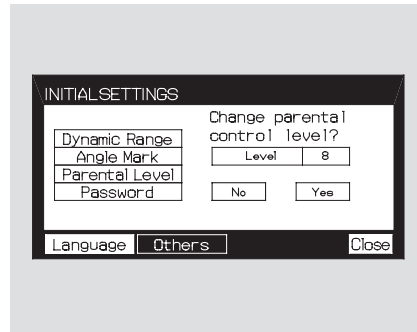 INITIALSETTINGS
Dynamic Range
Angle Mark
Parental Level
Password
Change parental
control level?
Level 8
No Yes
Language Others Close